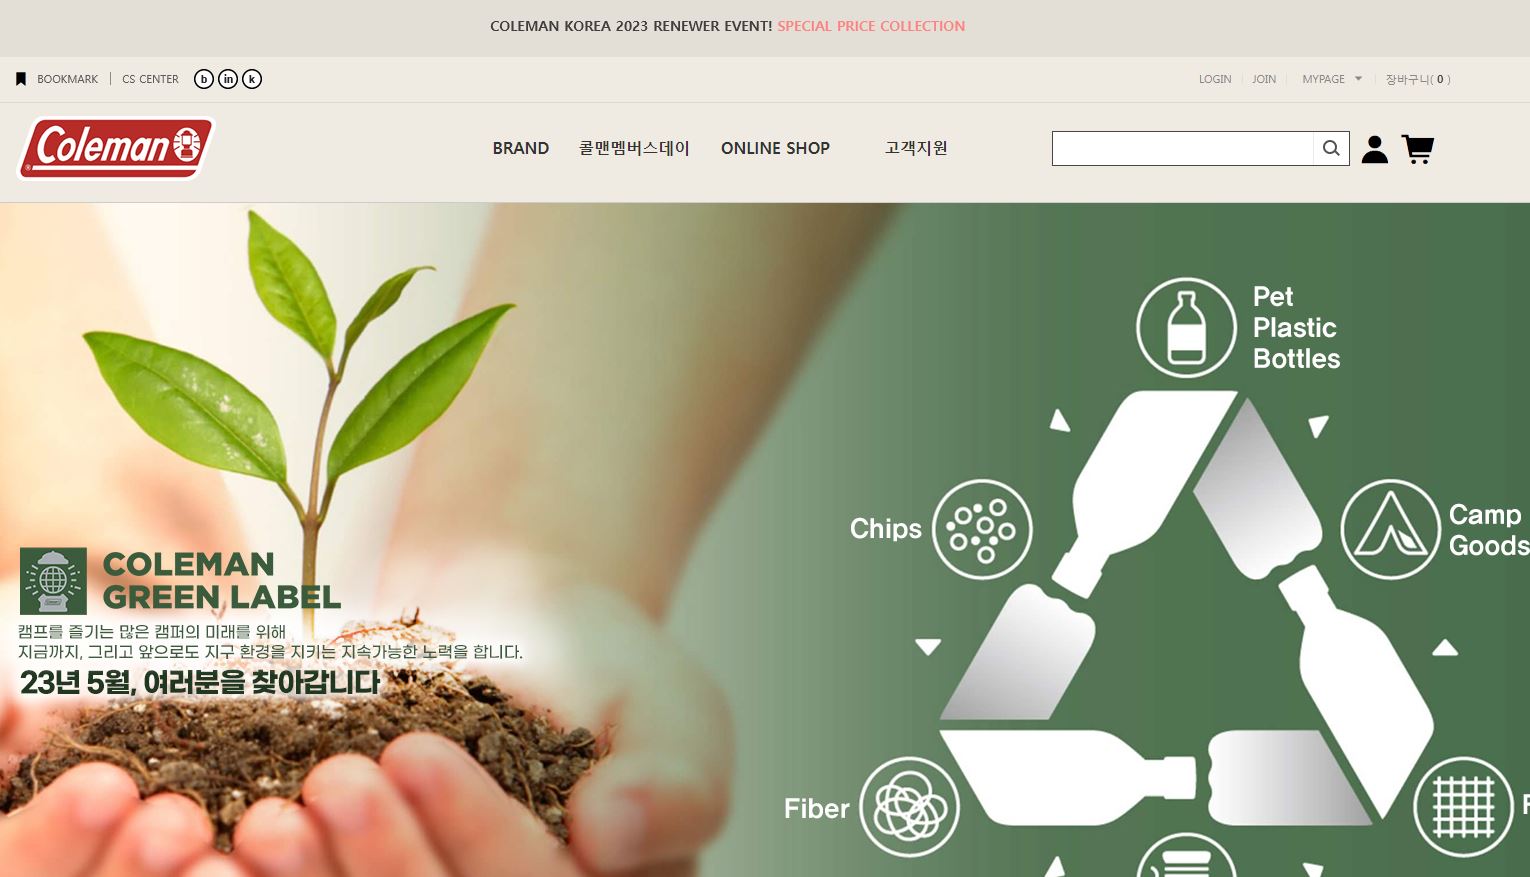 COLEMAN KOREA 2023 RENEWER EVENT! SPECIAL PRICE COLLECTION
BOOKMARK
CS CENTER
b
in
k
LOGIN
JOIN
MYPAGE
장바구니( 0 )
Coleman
BRAND
콜맨멤버스데이
ONLINE SHOP
고객지원
Pet
Plastic
Bottles
Chips
Camp
Goods
COLEMAN
GREEN LABEL
캠프를 즐기는 많은 캠퍼의 미래를 위해
지금까지, 그리고 앞으로도 지구 환경을 지키는 지속가능한 노력을 합니다.
23년 5월, 여러분을 찾아갑니다
Fiber